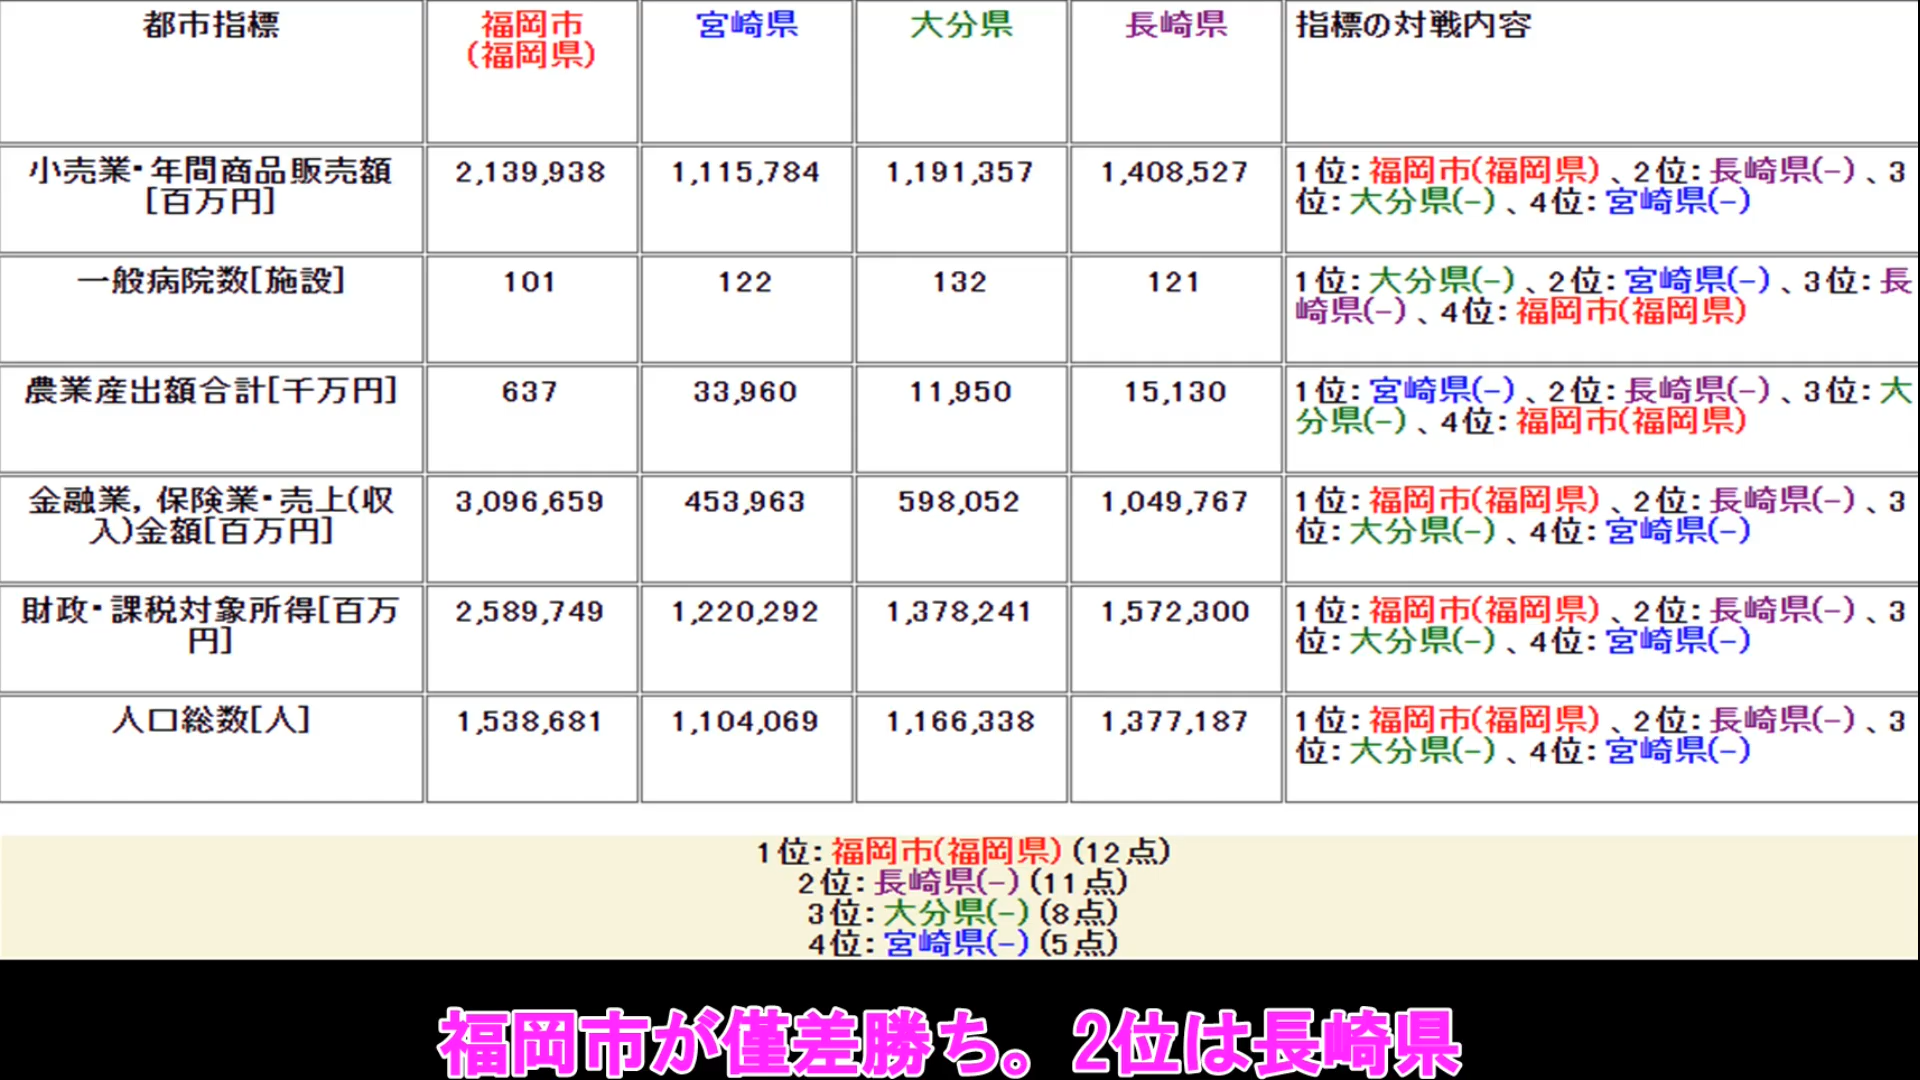 都市指標 福岡市 宮崎県 大分県 長崎県 指標の対戦内容
(福岡県)
小売業・年間商品販売額 2,139,938 1,115,784 1,191,357 1,408,527 1位:福岡市(福岡県)、2位:長崎県(-)、3
[百万円] 位:大分県(-)、4位:宮崎県(-)
一般病院数[施設] 101 122 132 121 1位:大分県(-)、2位:宮崎県(-)、3位:長
崎県(-)、4位:福岡市(福岡県)
農業産出額合計[千万円] 637 33,960 11,950 15,130 1位:宮崎県(-)、2位:長崎県(-)、3位:大
分県(-)、4位:福岡市(福岡県)
金融業,保険業・売上(収 3,096,659 453,963 598,052 1,049,767 1位:福岡市(福岡県)、2位:長崎県(-)、3
入)金額[百万円] 位:大分県(-)、4位:宮崎県(-)
財政・課税対象所得[百万 2,589,749 1,220,292 1,378,241 1,572,300 1位:福岡市(福岡県)、2位:長崎県(-)、3
円] 位:大分県(-)、4位:宮崎県(-)
人口総数[人] 1,538,681 1,104,069 1,166,338 1,377,187 1位:福岡市(福岡県)、2位:長崎県(-)、3
位:大分県(-)、4位:宮崎県(-)
1位:福岡市(福岡県)(12点)
2位:長崎県(-)(11点)
3位:大分県(-)(8点)
4位:宮崎県(-)(5点)
福岡市が僅差勝ち。2位は長崎県